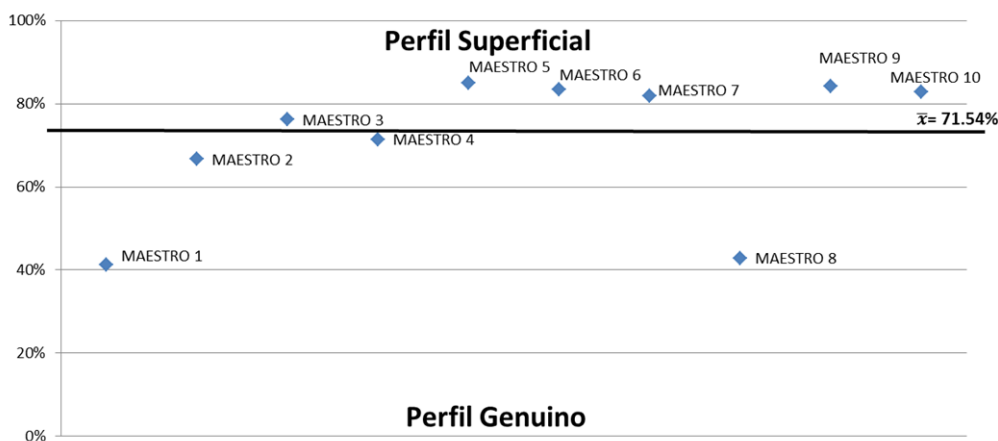 100%
Perfil Superficial
MAESTRO 9
MAESTRO 5
MAESTRO 6
MAESTRO 10
MAESTRO 7
80%
x̅= 71.54%
MAESTRO 3
MAESTRO 4
MAESTRO 2
60%
MAESTRO 1
MAESTRO 8
40%
20%
Perfil Genuino
0%